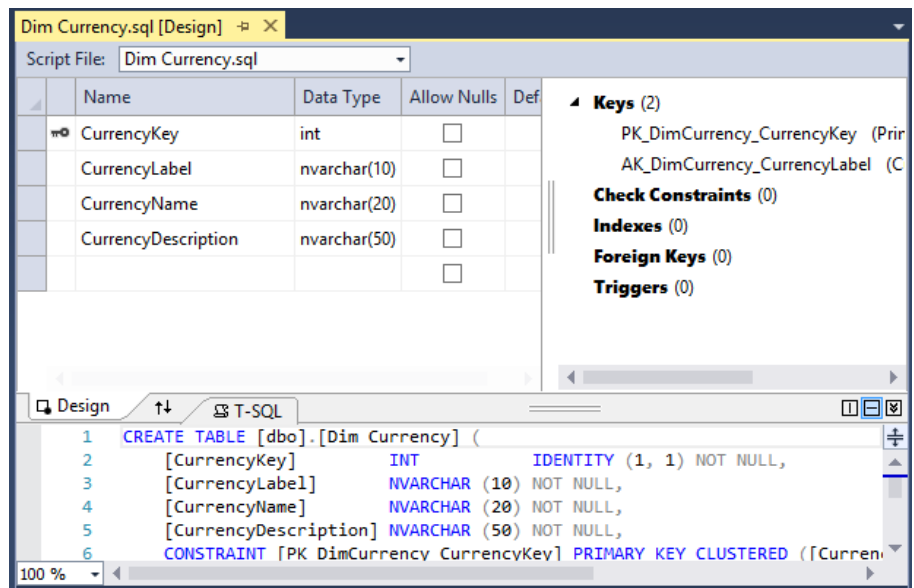 Dim Currency.sql [Design]
Script File: Dim Currency.sql
Name Data Type Allow Nulls Def
CurrencyKey int
CurrencyLabel nvarchar(10)
CurrencyName nvarchar(20)
CurrencyDescription nvarchar(50)
Keys (2)
PK_DimCurrency_CurrencyKey (Prin
AK_DimCurrency_CurrencyLabel (C
Check Constraints (0)
Indexes (0)
Foreign Keys (0)
Triggers (0)
Design T-SQL
1 CREATE TABLE [dbo].[Dim Currency] (
2 [CurrencyKey] INT IDENTITY (1, 1) NOT NULL,
3 [CurrencyLabel] NVARCHAR (10) NOT NULL,
4 [CurrencyName] NVARCHAR (20) NOT NULL,
5 [CurrencyDescription] NVARCHAR (50) NOT NULL,
6 CONSTRAINT [PK_DimCurrency_CurrencyKey] PRIMARY KEY CLUSTERED ([Curren
100 %